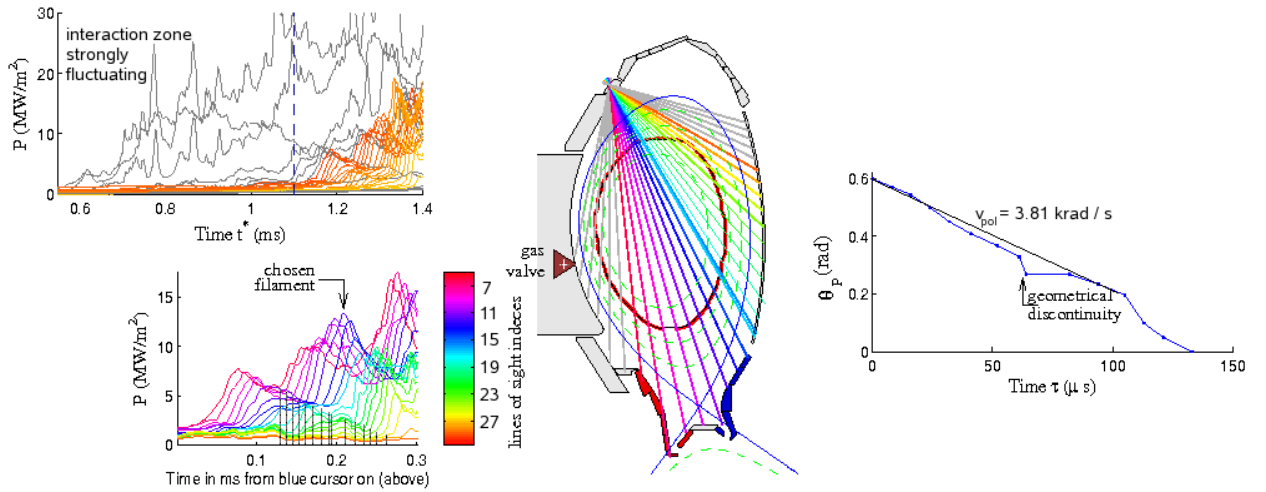 30
20
10
0
P (MW/m²)
interaction zone
strongly
fluctuating
0.6
0.8
1
1.2
1.4
Time t* (ms)
15
10
5
0
P (MW/m²)
chosen
filament
0.1
0.2
0.3
Time in ms from blue cursor on (above)
7
11
15
19
23
27
lines of sight indeces
gas
valve
0.6
0.4
0.2
0
θ_p (rad)
v_pol = 3.81 krad / s
geometrical
discontinuity
0
50
100
150
Time τ (μ s)